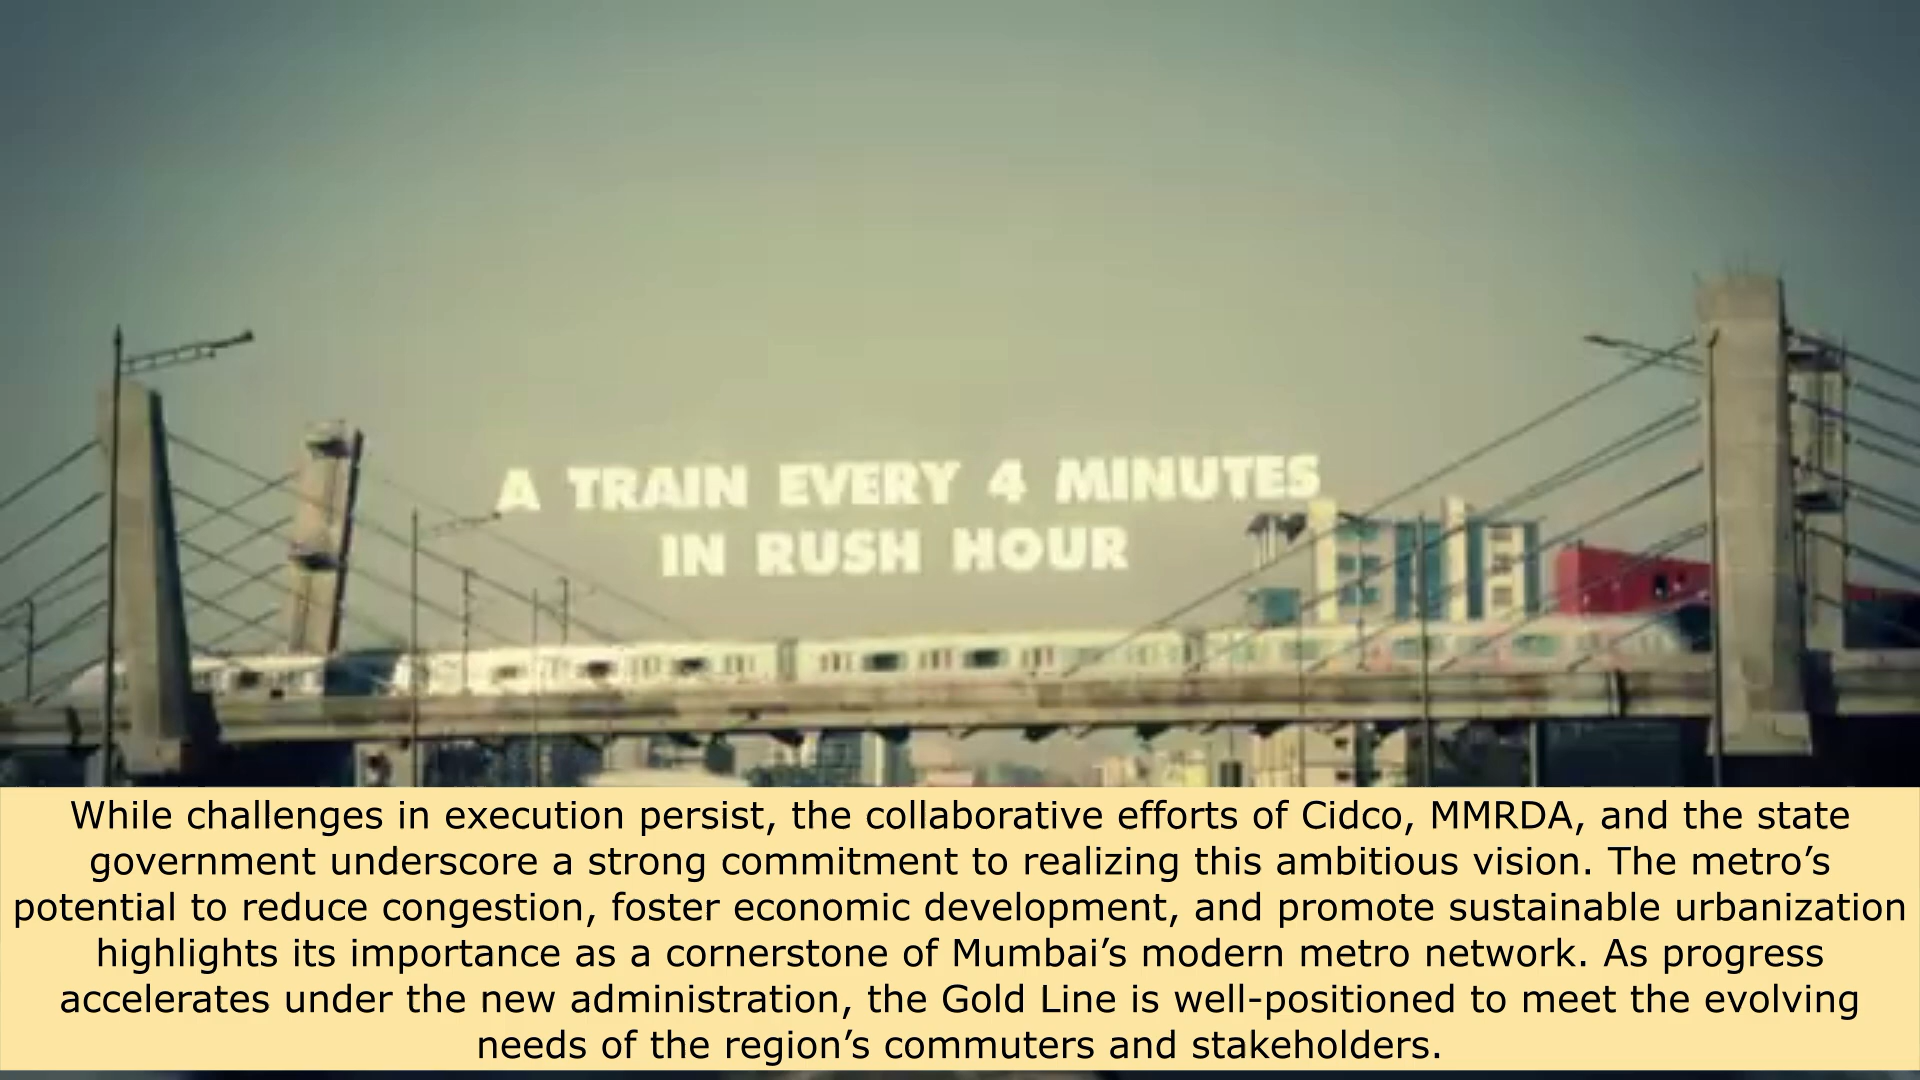 A TRAIN EVERY 4 MINUTES
IN RUSH HOUR
While challenges in execution persist, the collaborative efforts of Cidco, MMRDA, and the state
government underscore a strong commitment to realizing this ambitious vision. The metro’s
potential to reduce congestion, foster economic development, and promote sustainable urbanization
highlights its importance as a cornerstone of Mumbai’s modern metro network. As progress
accelerates under the new administration, the Gold Line is well-positioned to meet the evolving
needs of the region’s commuters and stakeholders.